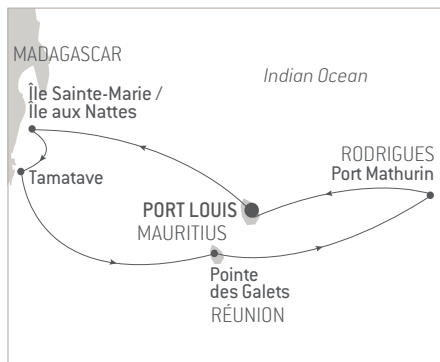 MADAGASCAR
Indian Ocean
Île Sainte-Marie /
Île aux Nattes
Tamatave
RODRIGUES
Port Mathurin
PORT LOUIS
MAURITIUS
Pointe
des Galets
RÉUNION